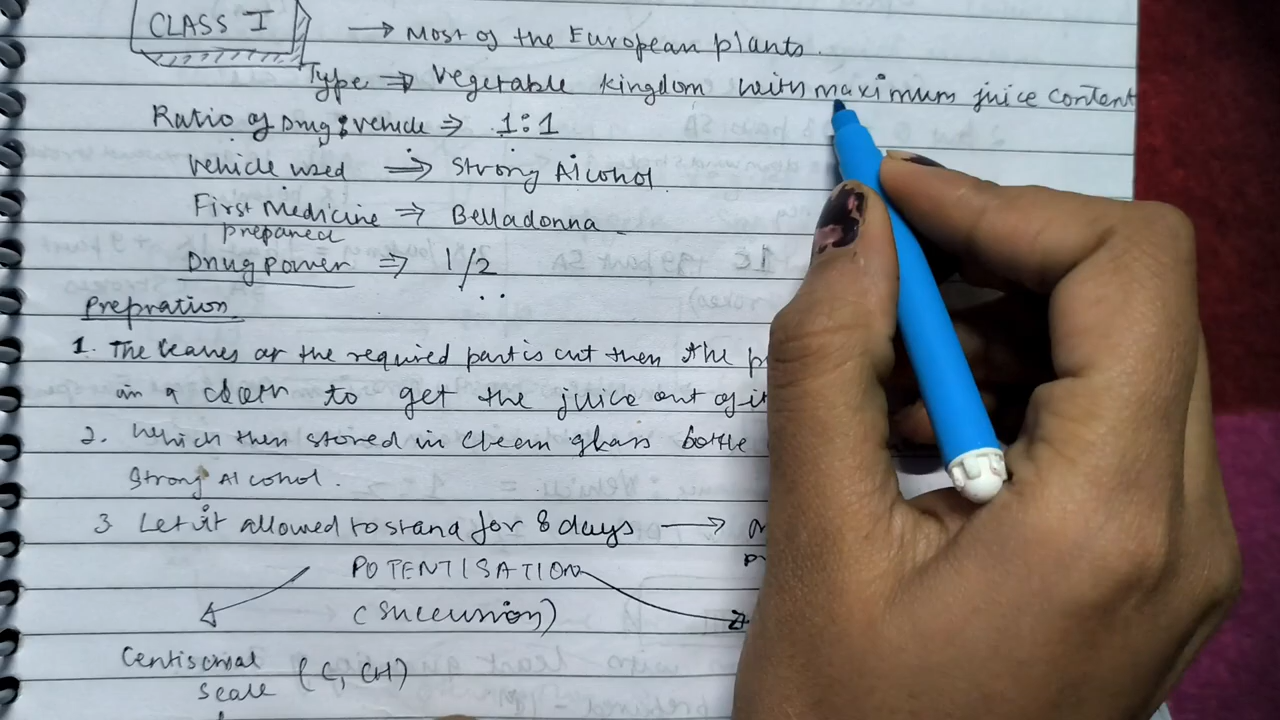 CLASS I → Most of the European plants.
Type ⇒ Vegetable kingdom with maximum juice content
Ratio of Drug : vehicle ⇒ 1:1
Vehicle used → Strong Alcohol.
First Medicine ⇒ Belladonna
prepared
Drug power ⇒ 1/2
Prepration
1. The leaves or the required part is cut then the
in a cloth to get the juice out of it
2. Which then stored in clean glass bottle
Strong Alcohol.
3 Let it allowed to stand for 8 days →
POTENTISATION
(Succussion)
Centiscimal (C, CH)
scale